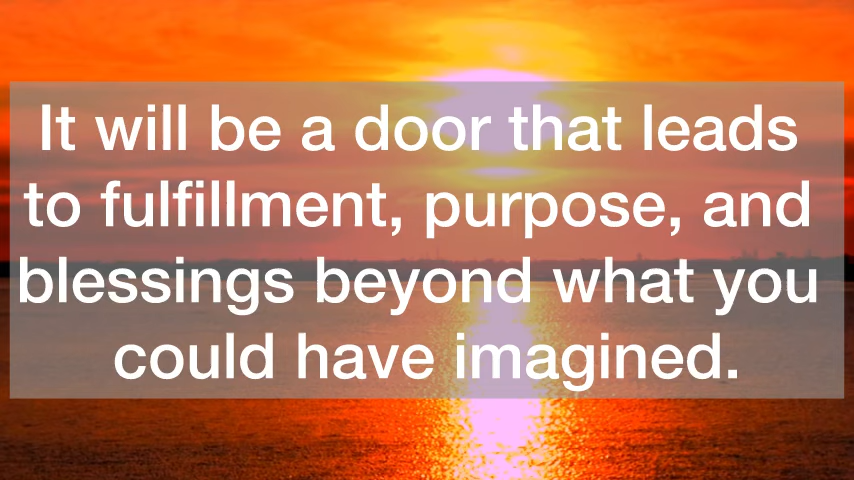 It will be a door that leads
to fulfillment, purpose, and
blessings beyond what you
could have imagined.